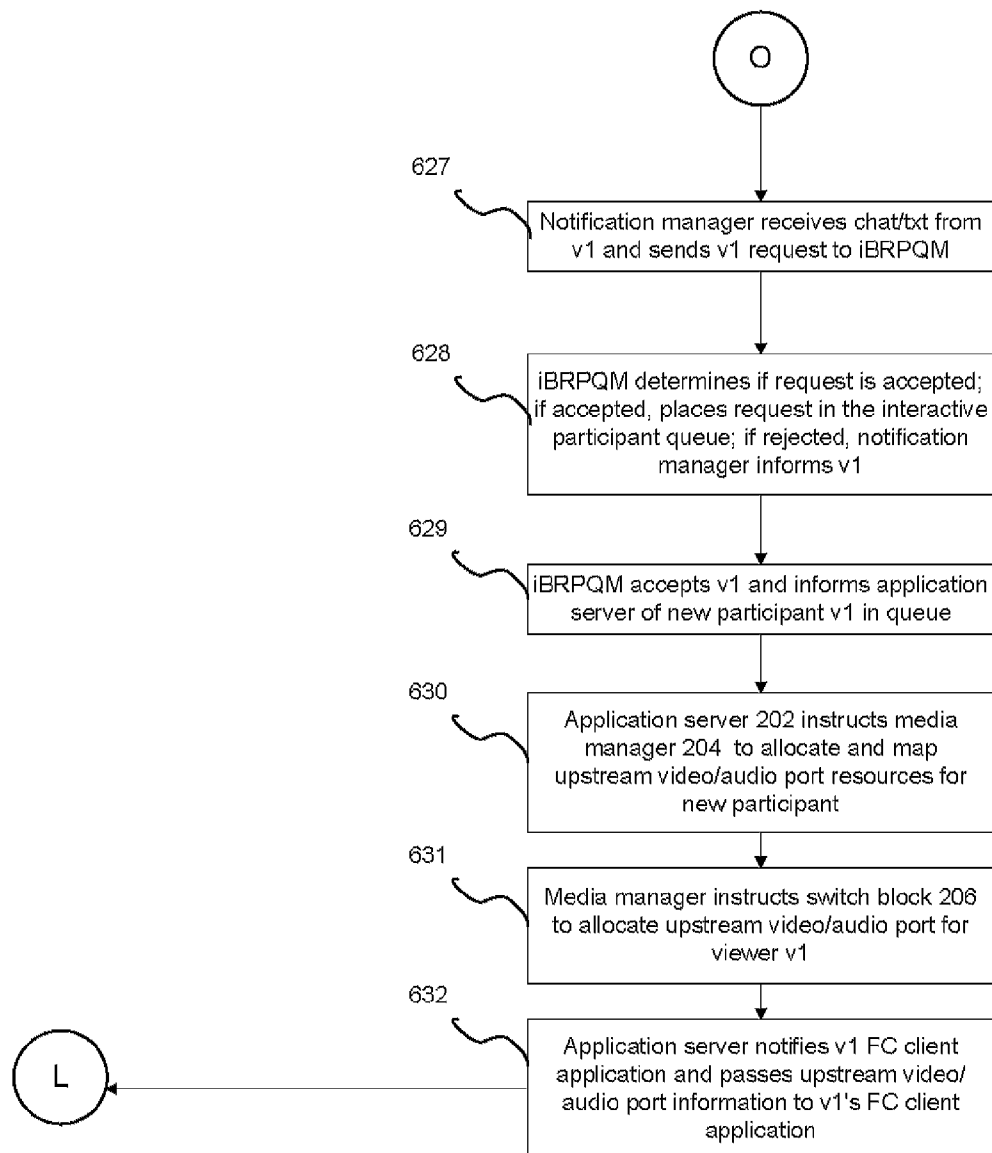 O
627
Notification manager receives chat/txt from
v1 and sends v1 request to iBRPQM
628
iBRPQM determines if request is accepted;
if accepted, places request in the interactive
participant queue; if rejected, notification
manager informs v1
629
iBRPQM accepts v1 and informs application
server of new participant v1 in queue
630
Application server 202 instructs media
manager 204 to allocate and map
upstream video/audio port resources for
new participant
631
Media manager instructs switch block 206
to allocate upstream video/audio port for
viewer v1
632
Application server notifies v1 FC client
application and passes upstream video/
audio port information to v1's FC client
application
L